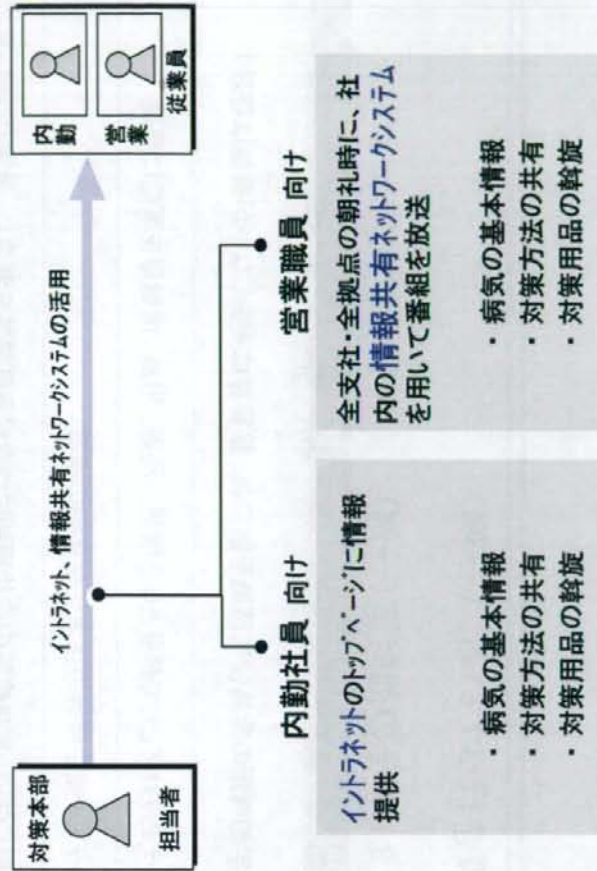 対策本部
担当者
イントラネット、情報共有ネットワークシステムの活用
内勤
営業
従業員
内勤社員 向け
イントラネットのトップページに情報
提供
・ 病気の基本情報
・ 対策方法の共有
・ 対策用品の斡旋
営業職員 向け
全支社・全拠点の朝礼時に、社
内の情報共有ネットワークシステム
を用いて番組を放送
・ 病気の基本情報
・ 対策方法の共有
・ 対策用品の斡旋